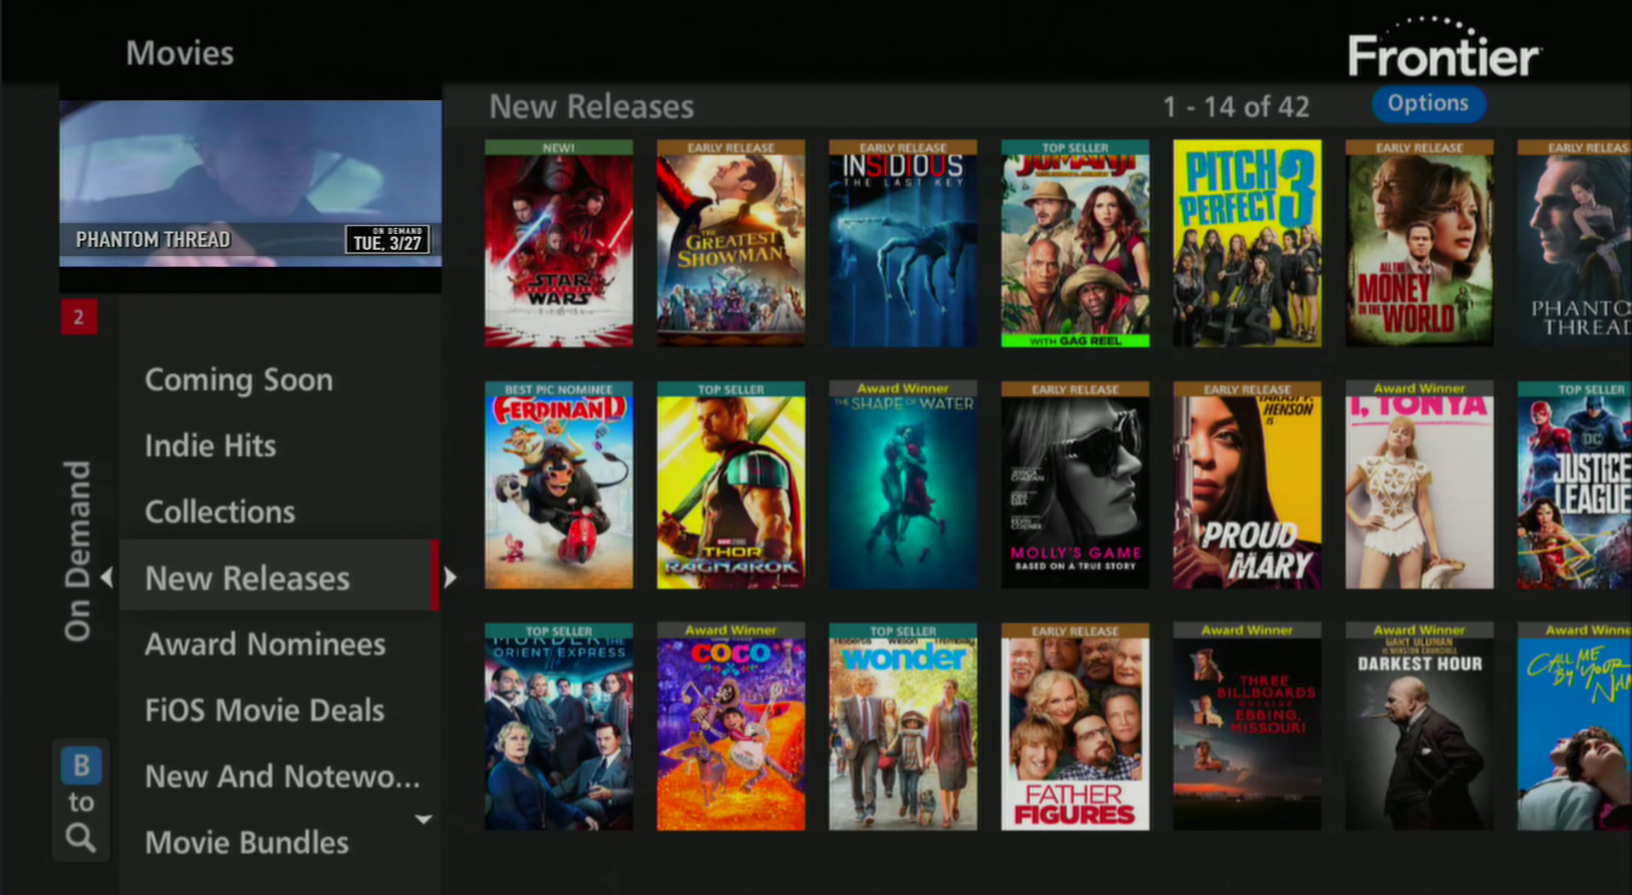 Movies
Frontier
New Releases
1 - 14 of 42
Options
PHANTOM THREAD
ON DEMAND
TUE, 3/27
2
Coming Soon
Indie Hits
Collections
New Releases
Award Nominees
FiOS Movie Deals
New And Notewo...
Movie Bundles
On Demand
B
to
NEW!
STAR
WARS
EARLY RELEASE
THE
GREATEST
SHOWMAN
EARLY RELEASE
INSIDIOUS
THE LAST KEY
TOP SELLER
JUMANJI
WITH GAG REEL
PITCH
PERFECT 3
EARLY RELEASE
ALL THE
MONEY
IN THE WORLD
EARLY RELEAS
PHANTO
THREAD
BEST PIC NOMINEE
FERDINAND
TOP SELLER
THOR
RAGNAROK
Award Winner
THE SHAPE OF WATER
EARLY RELEASE
MOLLY'S GAME
BASED ON A TRUE STORY
EARLY RELEASE
TARAJI P.
HENSON
IS
PROUD
MARY
Award Winner
I, TONYA
TOP SELLER
DC
JUSTICE
LEAGUE
TOP SELLER
MURDER ON THE
ORIENT EXPRESS
Award Winner
COCO
TOP SELLER
wonder
EARLY RELEASE
FATHER
FIGURES
Award Winner
THREE
BILLBOARDS
OUTSIDE
EBBING,
MISSOURI
Award Winner
GARY OLDMAN
IS WINSTON CHURCHILL
DARKEST HOUR
Award Winne
CALL ME
BY YOUR
NAM